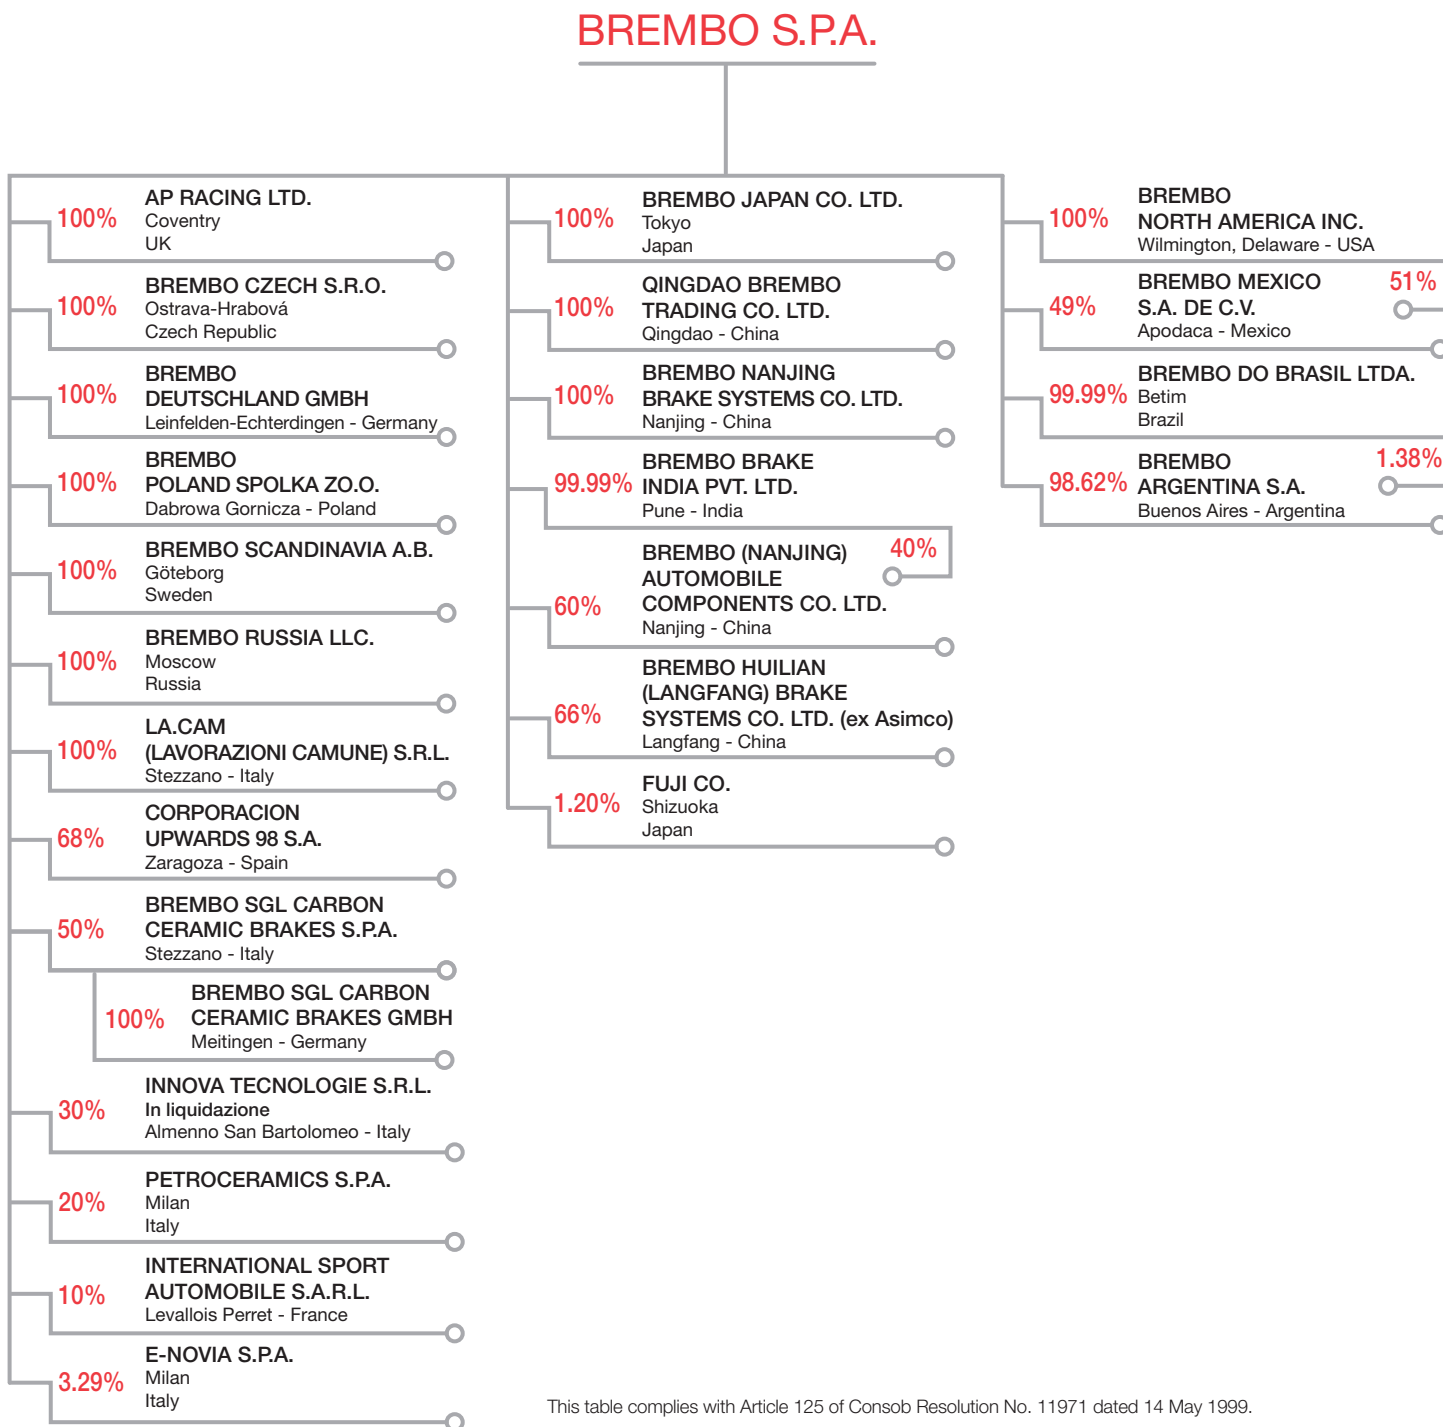 BREMBO S.P.A.
100%
AP RACING LTD.
Coventry
UK
100%
BREMBO CZECH S.R.O.
Ostrava-Hrabová
Czech Republic
100%
BREMBO
DEUTSCHLAND GMBH
Leinfelden-Echterdingen - Germany
100%
BREMBO
POLAND SPOLKA ZO.O.
Dabrowa Gornicza - Poland
100%
BREMBO SCANDINAVIA A.B.
Göteborg
Sweden
100%
BREMBO RUSSIA LLC.
Moscow
Russia
100%
LA.CAM
(LAVORAZIONI CAMUNE) S.R.L.
Stezzano - Italy
68%
CORPORACION
UPWARDS 98 S.A.
Zaragoza - Spain
50%
BREMBO SGL CARBON
CERAMIC BRAKES S.P.A.
Stezzano - Italy
100%
BREMBO SGL CARBON
CERAMIC BRAKES GMBH
Meitingen - Germany
30%
INNOVA TECNOLOGIE S.R.L.
In liquidazione
Almenno San Bartolomeo - Italy
20%
PETROCERAMICS S.P.A.
Milan
Italy
10%
INTERNATIONAL SPORT
AUTOMOBILE S.A.R.L.
Levallois Perret - France
3.29%
E-NOVIA S.P.A.
Milan
Italy
100%
BREMBO JAPAN CO. LTD.
Tokyo
Japan
100%
QINGDAO BREMBO
TRADING CO. LTD.
Qingdao - China
100%
BREMBO NANJING
BRAKE SYSTEMS CO. LTD.
Nanjing - China
99.99%
BREMBO BRAKE
INDIA PVT. LTD.
Pune - India
60%
BREMBO (NANJING)
AUTOMOBILE
COMPONENTS CO. LTD.
Nanjing - China
40%
66%
BREMBO HUILIAN
(LANGFANG) BRAKE
SYSTEMS CO. LTD. (ex Asimco)
Langfang - China
1.20%
FUJI CO.
Shizuoka
Japan
100%
BREMBO
NORTH AMERICA INC.
Wilmington, Delaware - USA
49%
BREMBO MEXICO
S.A. DE C.V.
Apodaca - Mexico
51%
99.99%
BREMBO DO BRASIL LTDA.
Betim
Brazil
98.62%
BREMBO
ARGENTINA S.A.
Buenos Aires - Argentina
1.38%
This table complies with Article 125 of Consob Resolution No. 11971 dated 14 May 1999.